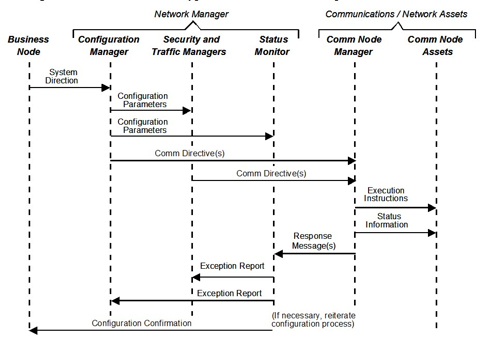 Network Manager
Communications / Network Assets
Business
Node
Configuration
Manager
Security and
Traffic Managers
Status
Monitor
Comm Node
Manager
Comm Node
Assets
System
Direction
Configuration
Parameters
Configuration
Parameters
Comm Directive(s)
Comm Directive(s)
Execution
Instructions
Status
Information
Response
Message(s)
Exception Report
Exception Report
(If necessary, reiterate
configuration process)
Configuration Confirmation